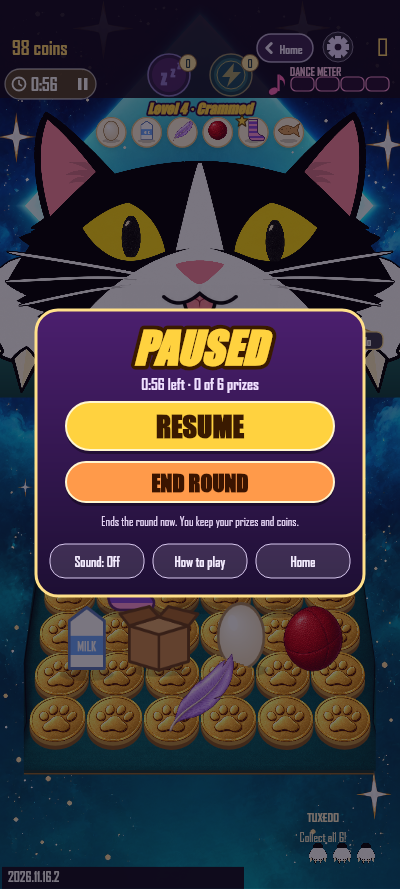 98 coins
Home
0
0
DANCE METER
0:56
Level 4 · Crammed
PAUSED
0:56 left · 0 of 6 prizes
RESUME
END ROUND
Ends the round now. You keep your prizes and coins.
Sound: Off
How to play
Home
MILK
TUXEDO
Collect all 6!
2026.11.16.2